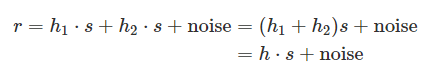 r = h₁ · s + h₂ · s + noise = (h₁ + h₂)s + noise
= h · s + noise